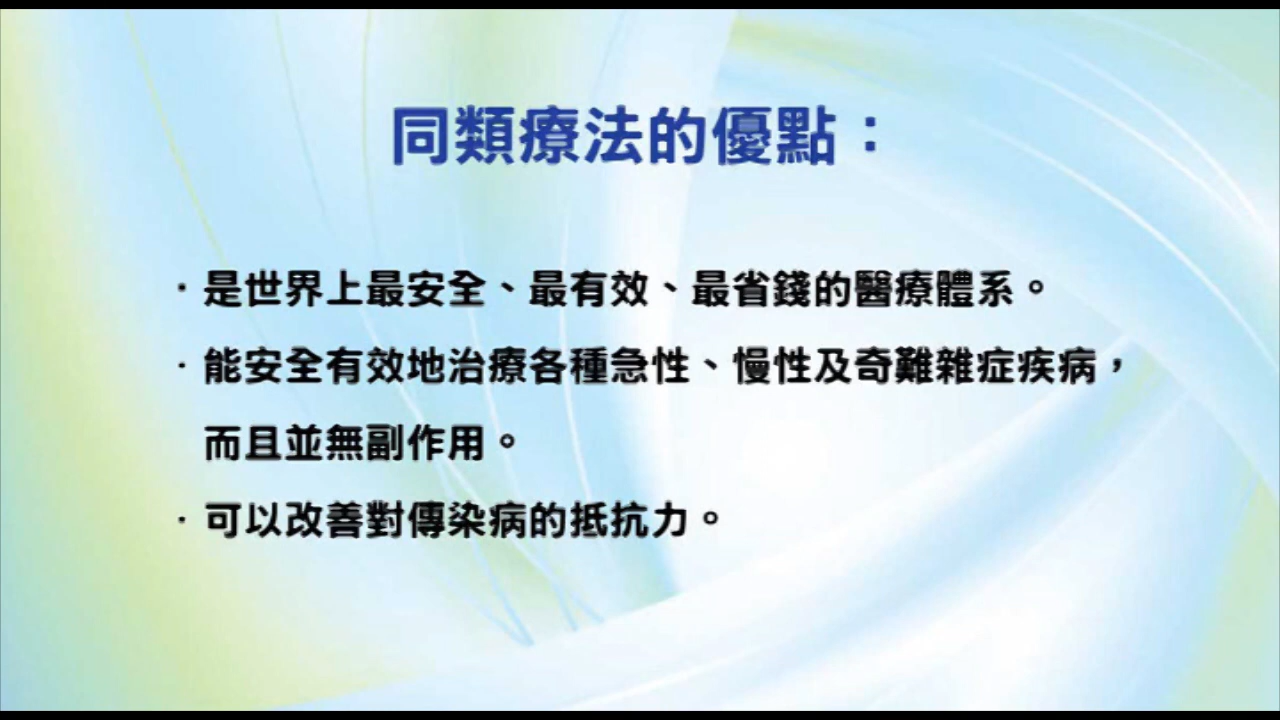 同類療法的優點：
· 是世界上最安全、最有效、最省錢的醫療體系。
· 能安全有效地治療各種急性、慢性及奇難雜症疾病，
而且並無副作用。
· 可以改善對傳染病的抵抗力。